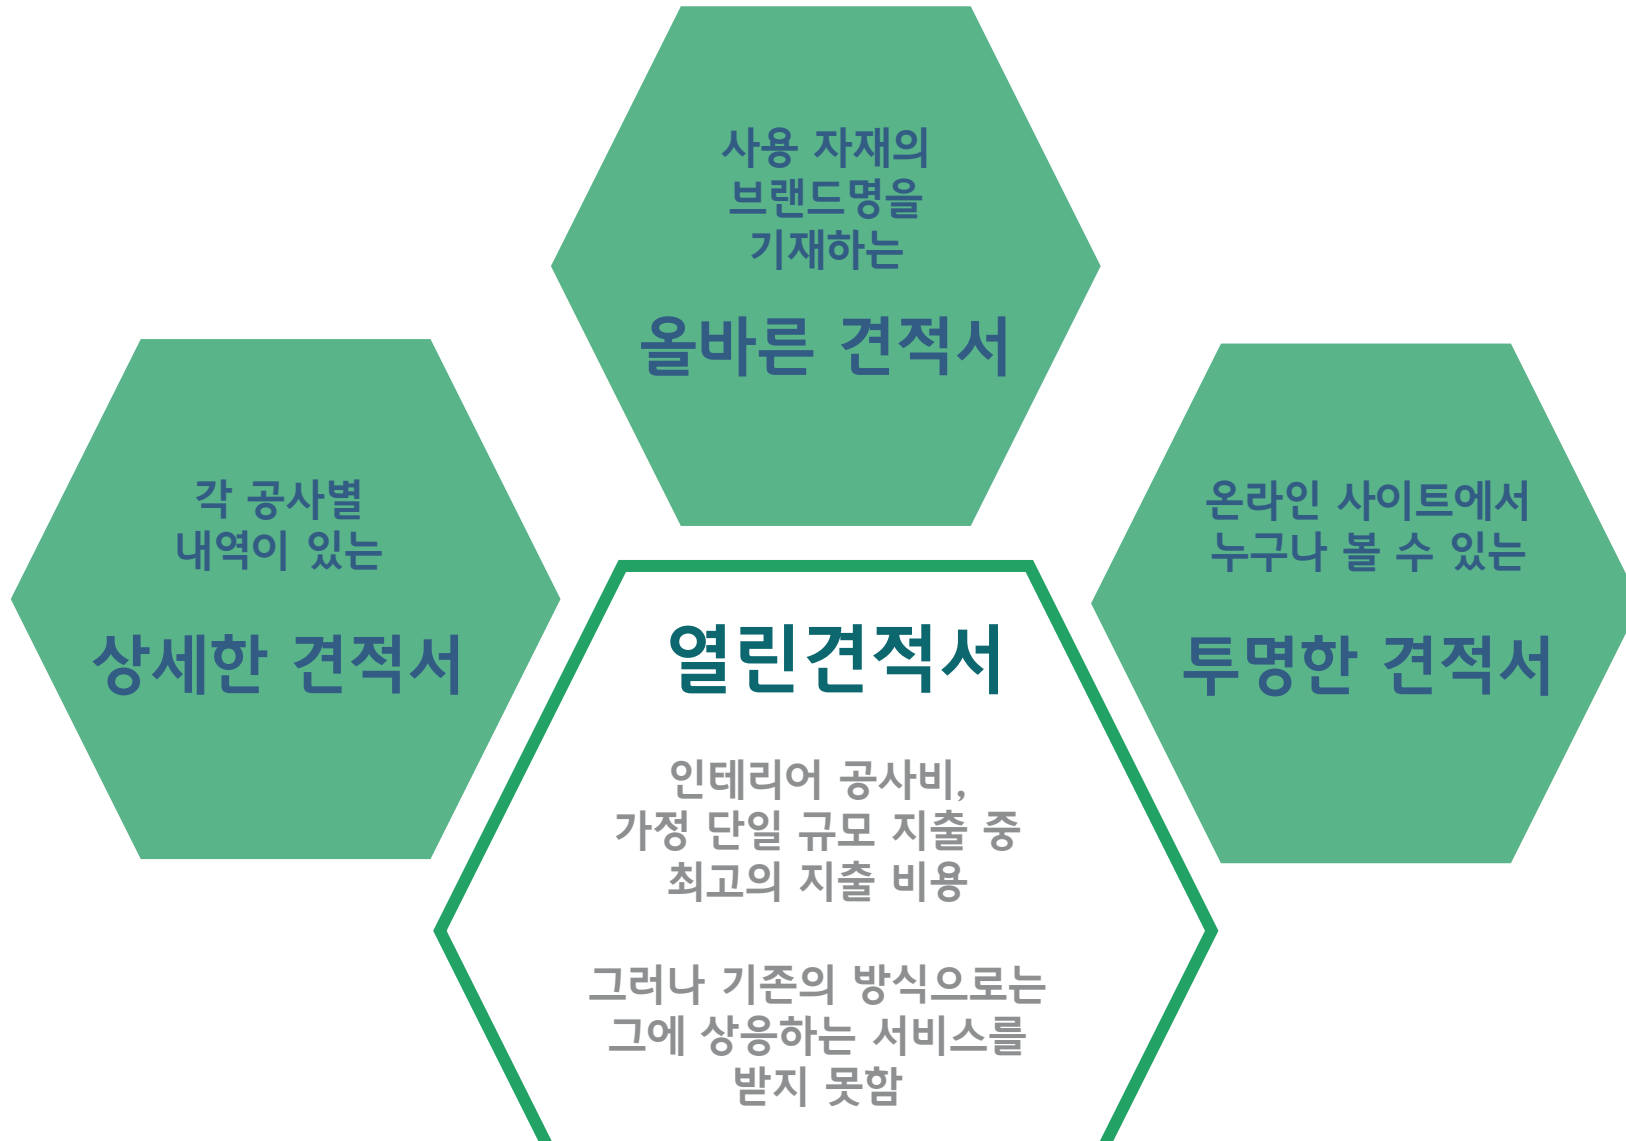 사용 자재의
브랜드명을
기재하는
올바른 견적서
각 공사별
내역이 있는
상세한 견적서
온라인 사이트에서
누구나 볼 수 있는
투명한 견적서
열린견적서
인테리어 공사비,
가정 단일 규모 지출 중
최고의 지출 비용
그러나 기존의 방식으로는
그에 상응하는 서비스를
받지 못함